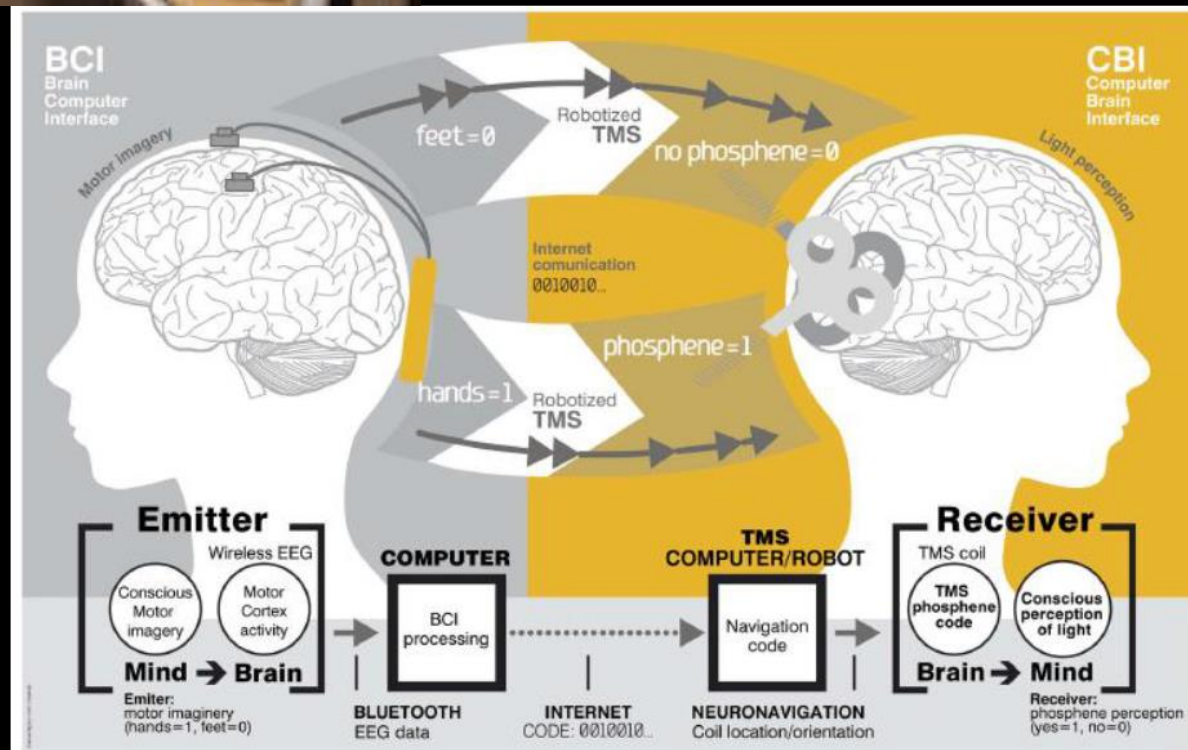 BCI
Brain
Computer
Interface
CBI
Computer
Brain
Interface
Motor imagery
Light perception
feet=0
Robotized
TMS
no phosphene=0
Internet
comunication
0010010...
phosphene=1
hands=1
Robotized
TMS
Emitter
Wireless EEG
Conscious
Motor
imagery
Motor
Cortex
activity
Mind → Brain
Emiter:
motor imaginery
(hands=1, feet=0)
COMPUTER
BCI
processing
BLUETOOTH
EEG data
INTERNET
CODE: 0010010...
TMS
COMPUTER/ROBOT
Navigation
code
NEURONAVIGATION
Coil location/orientation
Receiver
TMS coil
TMS
phosphene
code
Conscious
perception
of light
Brain → Mind
Receiver:
phosphene perception
(yes=1, no=0)